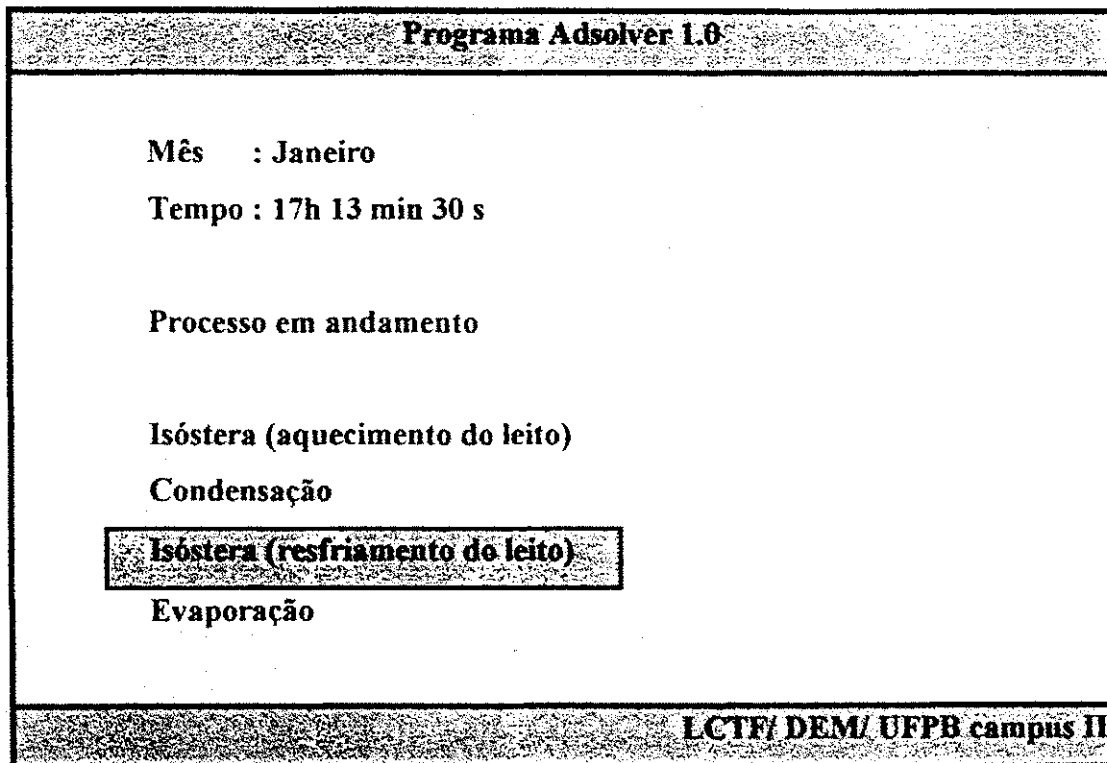 Programa Adsolver 1.0
Mês : Janeiro
Tempo : 17h 13 min 30 s
Processo em andamento
Isóstera (aquecimento do leito)
Condensação
Isóstera (resfriamento do leito)
Evaporação
LCTF/ DEM/ UFPB campus II